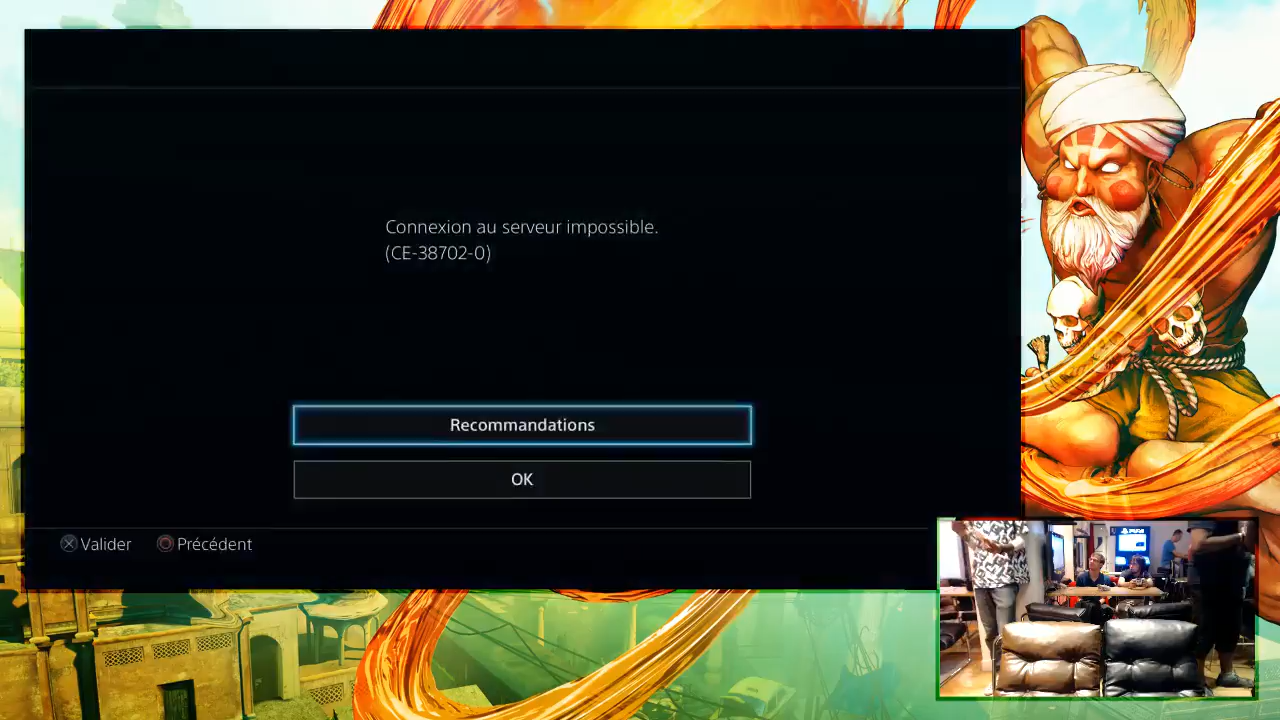 Connexion au serveur impossible.
(CE-38702-0)
Recommandations
OK
Valider
Précédent